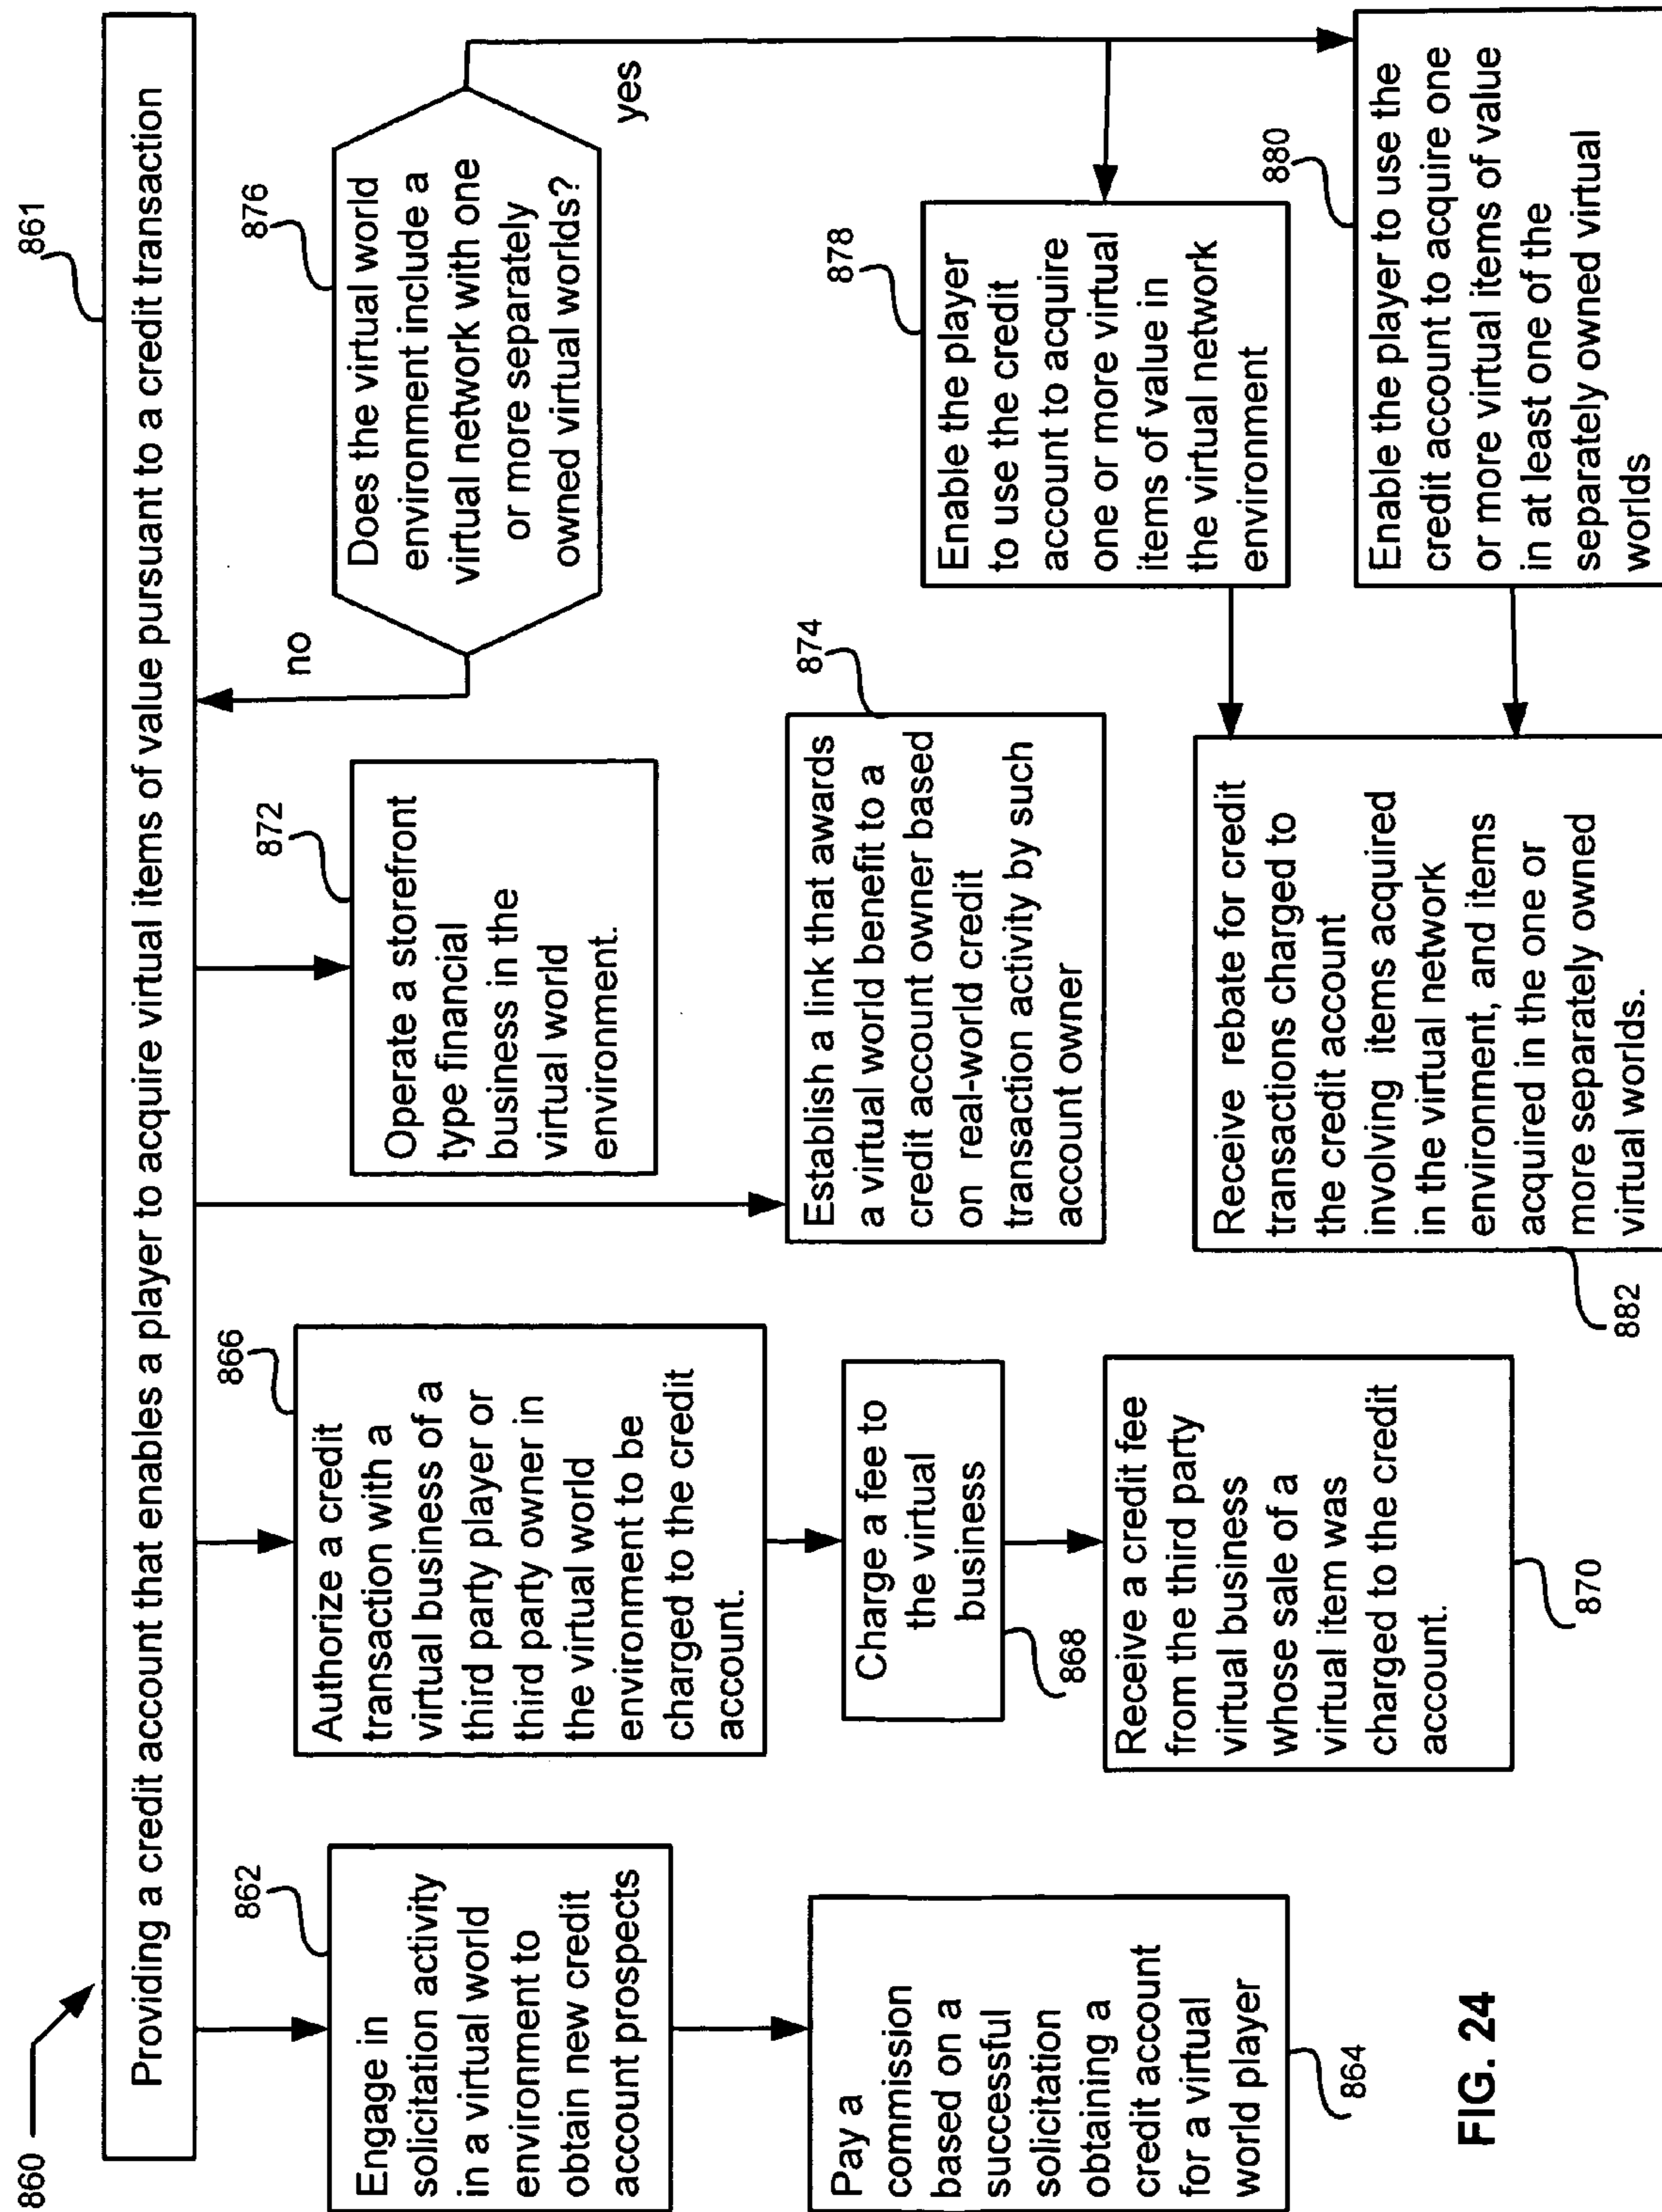 860
861
Providing a credit account that enables a player to acquire virtual items of value pursuant to a credit transaction
862
Engage in
solicitation activity
in a virtual world
environment to
obtain new credit
account prospects
Pay a
commission
based on a
successful
solicitation
obtaining a
credit account
for a virtual
world player
864
866
Authorize a credit
transaction with a
virtual business of a
third party player or
third party owner in
the virtual world
environment to be
charged to the credit
account.
Charge a fee to
the virtual
business
868
Receive a credit fee
from the third party
virtual business
whose sale of a
virtual item was
charged to the credit
account.
870
872
Operate a storefront
type financial
business in the
virtual world
environment.
874
Establish a link that awards
a virtual world benefit to a
credit account owner based
on real-world credit
transaction activity by such
account owner
no
876
Does the virtual world
environment include a
virtual network with one
or more separately
owned virtual worlds?
yes
878
Enable the player
to use the credit
account to acquire
one or more virtual
items of value in
the virtual network
environment
880
Enable the player to use the
credit account to acquire one
or more virtual items of value
in at least one of the
separately owned virtual
worlds
Receive rebate for credit
transactions charged to
the credit account
involving items acquired
in the virtual network
environment, and items
acquired in the one or
more separately owned
virtual worlds.
882
FIG. 24